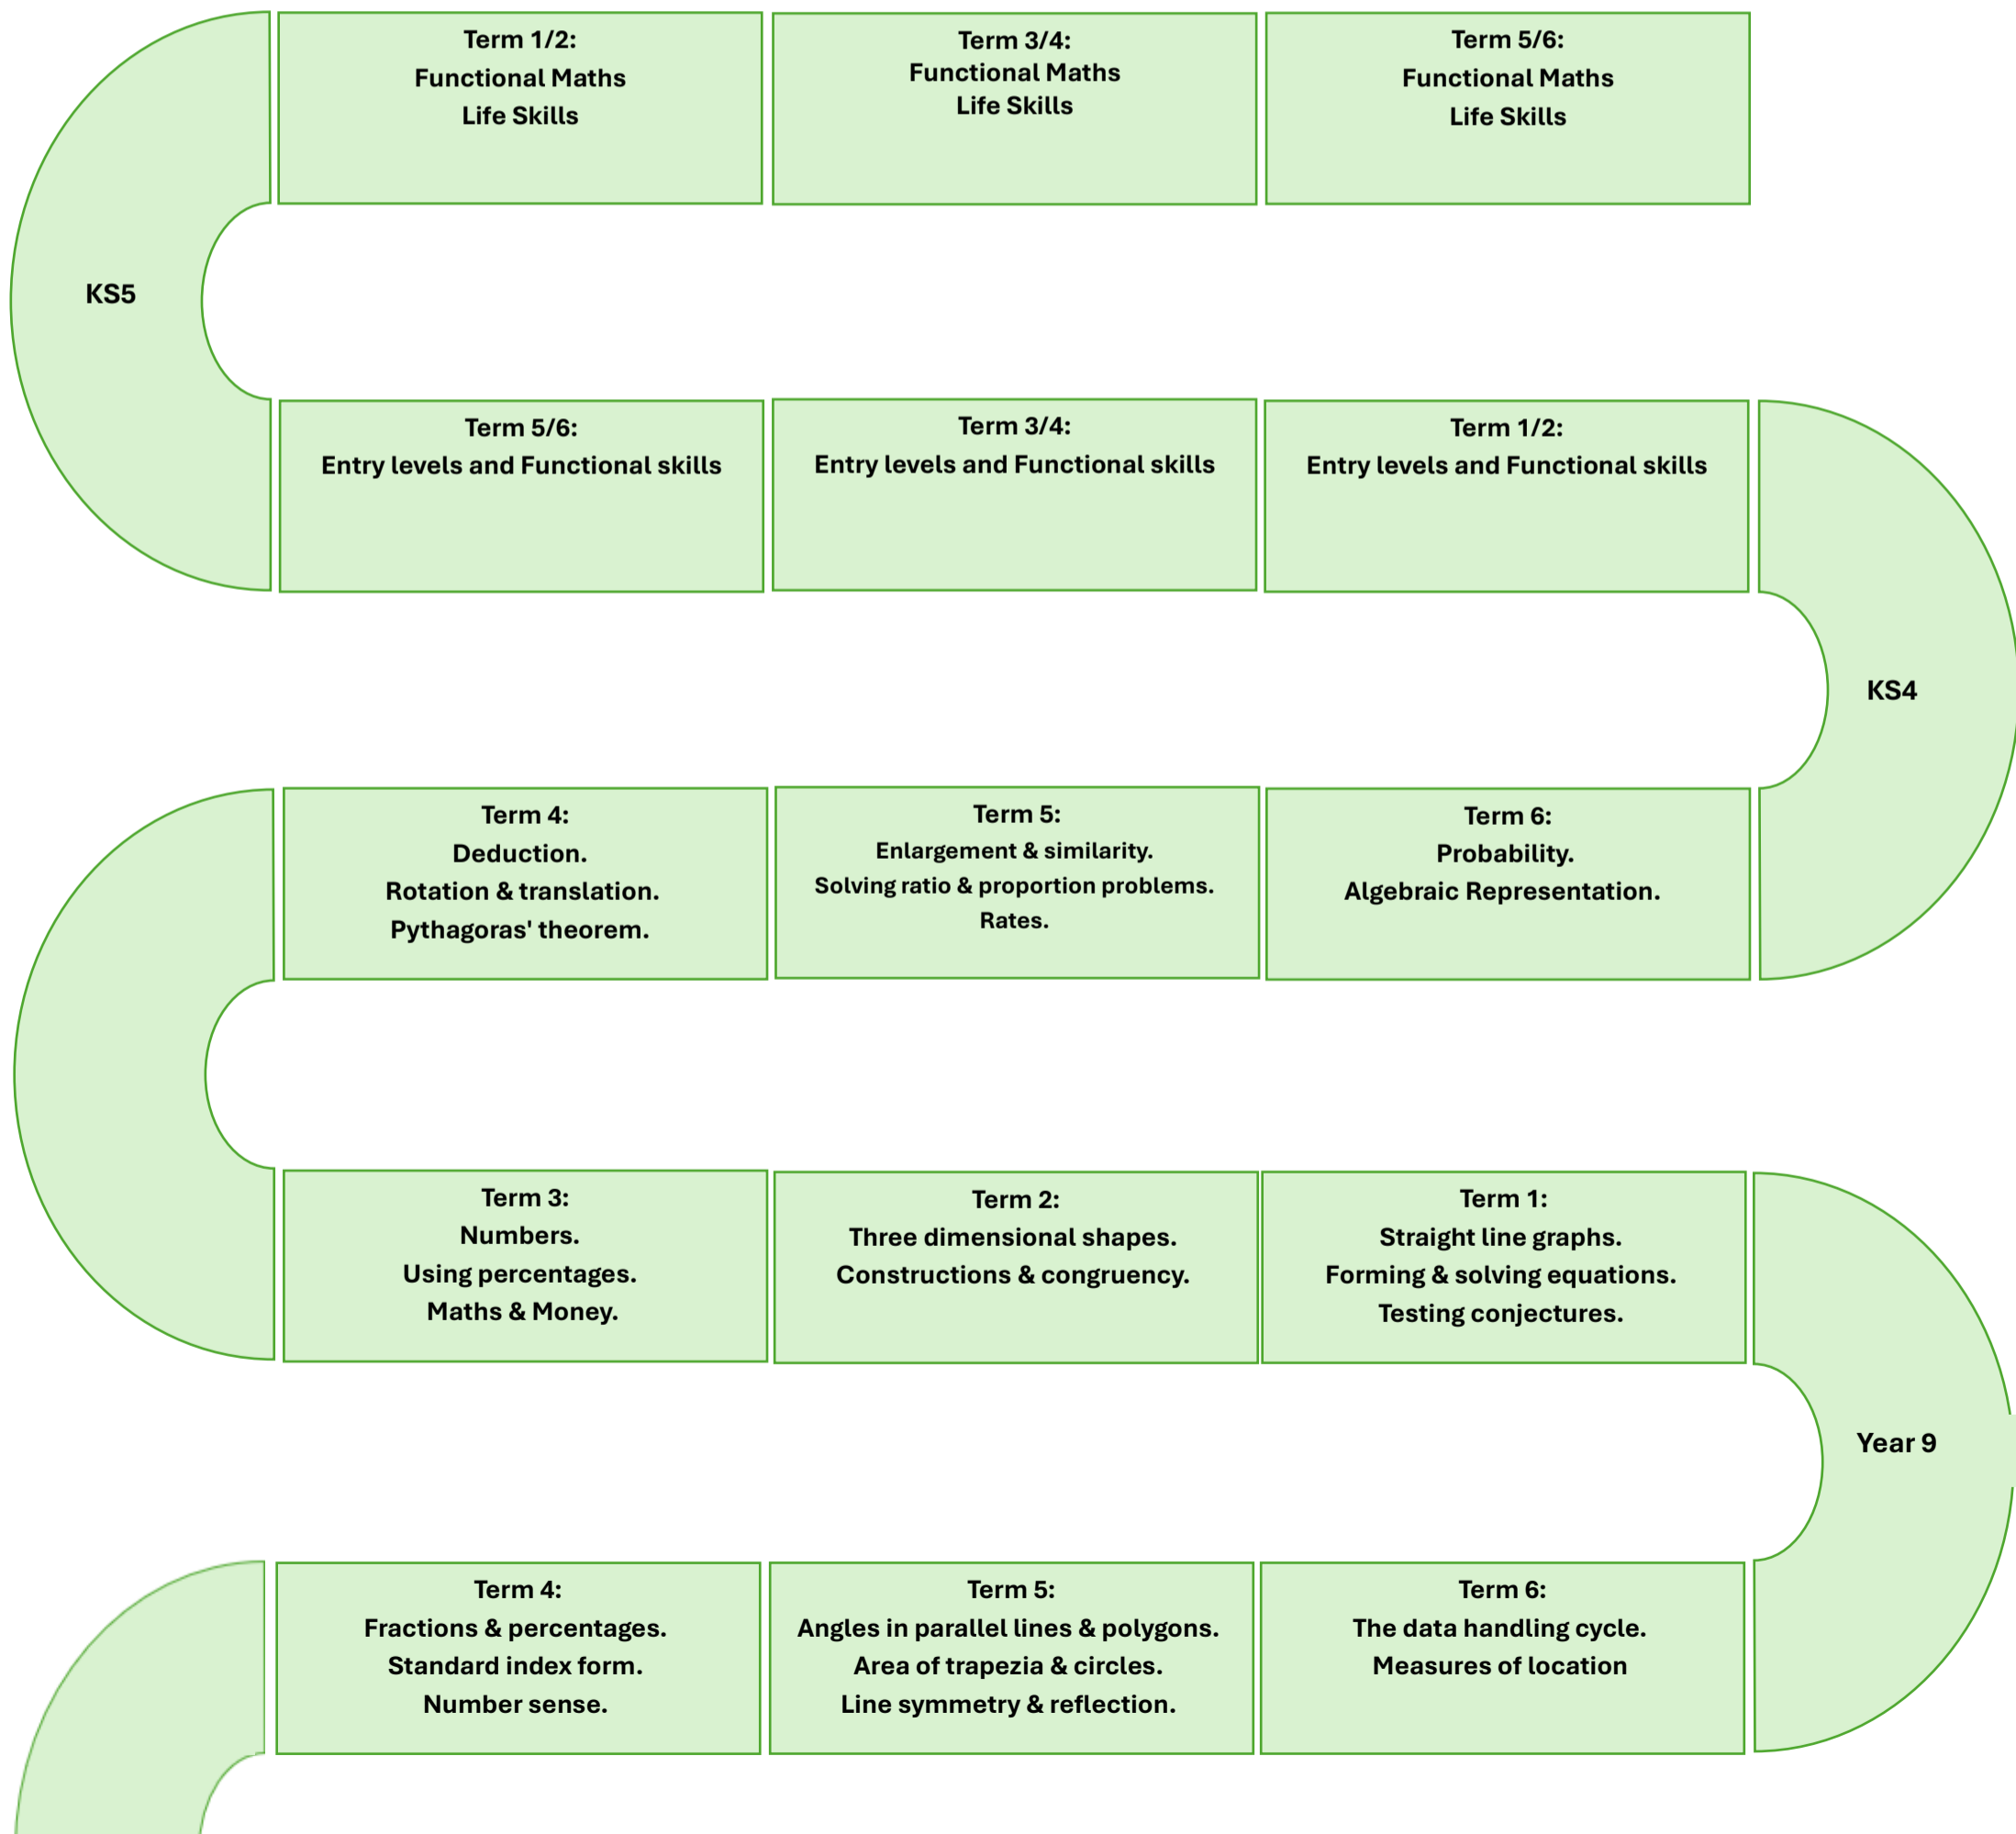 Term 1/2:
Functional Maths
Life Skills
Term 3/4:
Functional Maths
Life Skills
Term 5/6:
Functional Maths
Life Skills
KS5
Term 5/6:
Entry levels and Functional skills
Term 3/4:
Entry levels and Functional skills
Term 1/2:
Entry levels and Functional skills
KS4
Term 4:
Deduction.
Rotation & translation.
Pythagoras' theorem.
Term 5:
Enlargement & similarity.
Solving ratio & proportion problems.
Rates.
Term 6:
Probability.
Algebraic Representation.
Term 3:
Numbers.
Using percentages.
Maths & Money.
Term 2:
Three dimensional shapes.
Constructions & congruency.
Term 1:
Straight line graphs.
Forming & solving equations.
Testing conjectures.
Year 9
Term 4:
Fractions & percentages.
Standard index form.
Number sense.
Term 5:
Angles in parallel lines & polygons.
Area of trapezia & circles.
Line symmetry & reflection.
Term 6:
The data handling cycle.
Measures of location